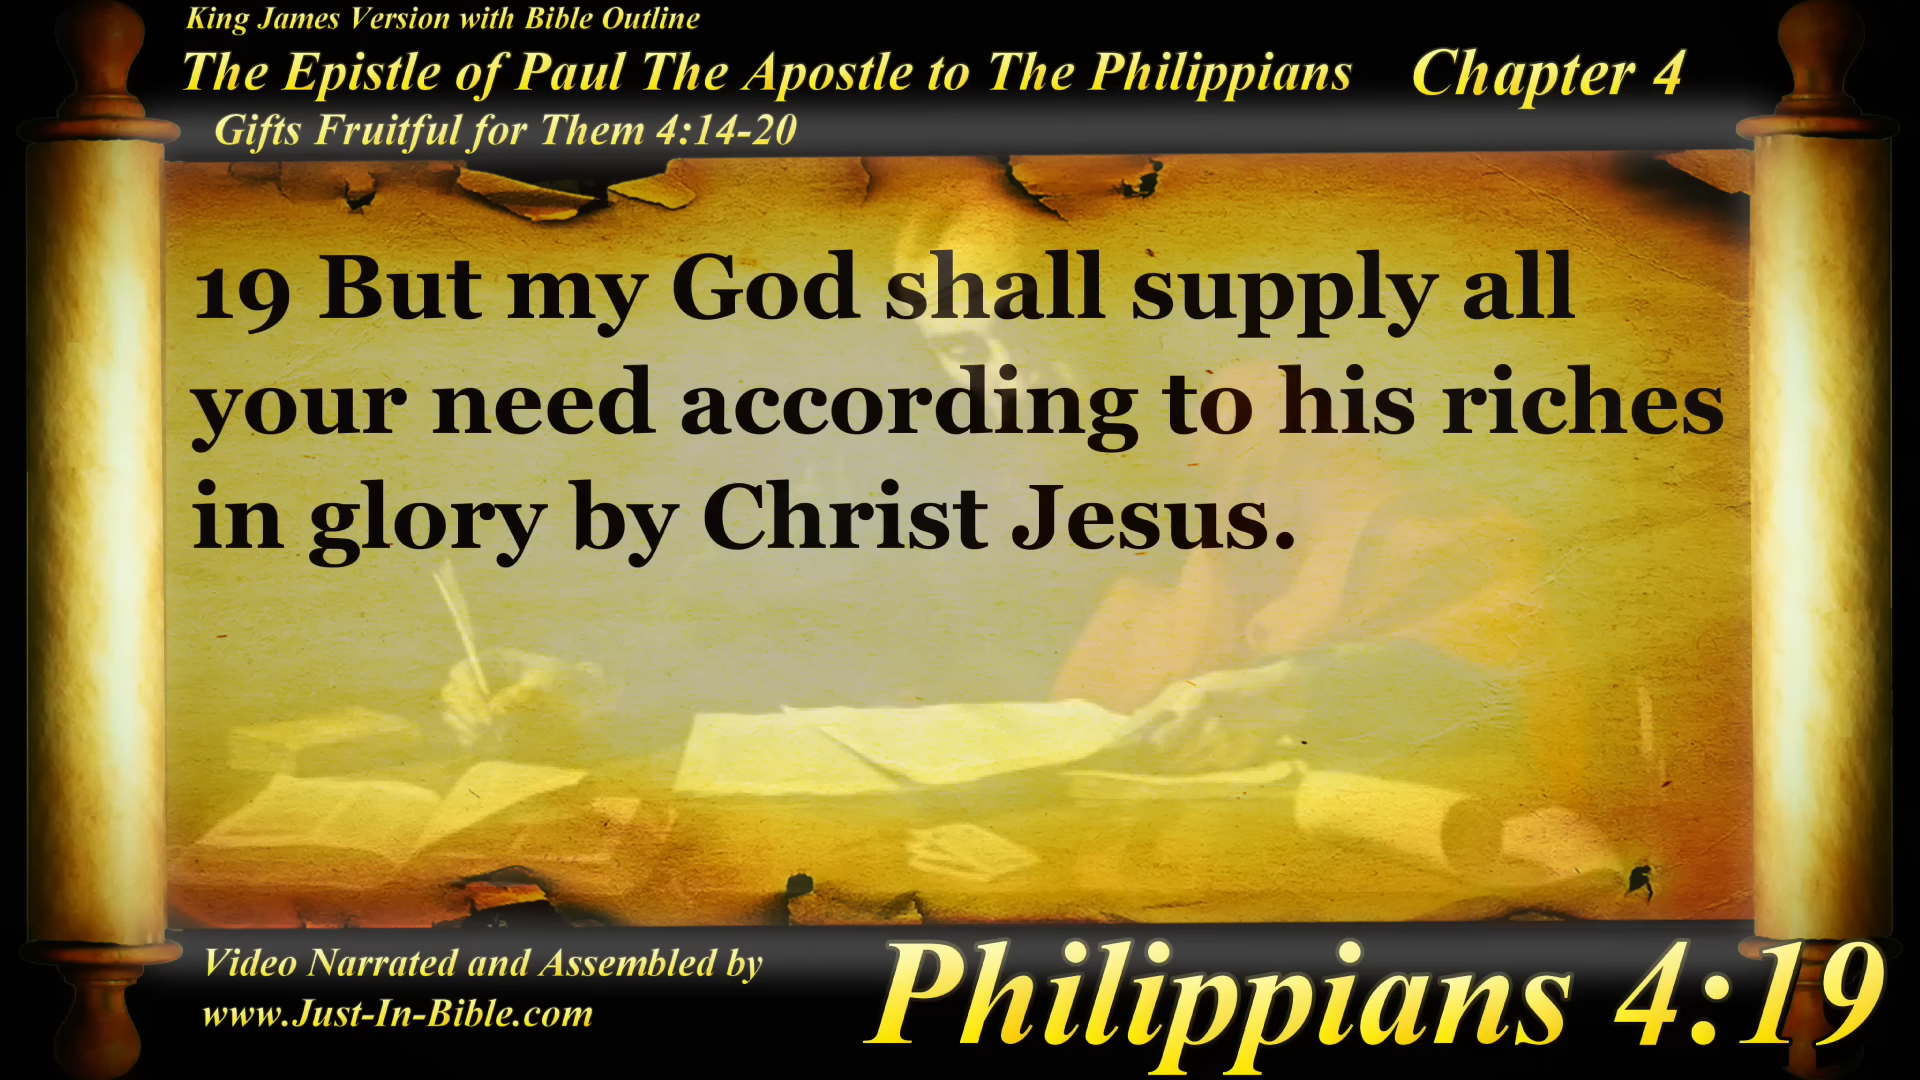 King James Version with Bible Outline
The Epistle of Paul The Apostle to The Philippians Chapter 4
Gifts Fruitful for Them 4:14-20
19 But my God shall supply all
your need according to his riches
in glory by Christ Jesus.
Video Narrated and Assembled by
www.Just-In-Bible.com
Philippians 4:19